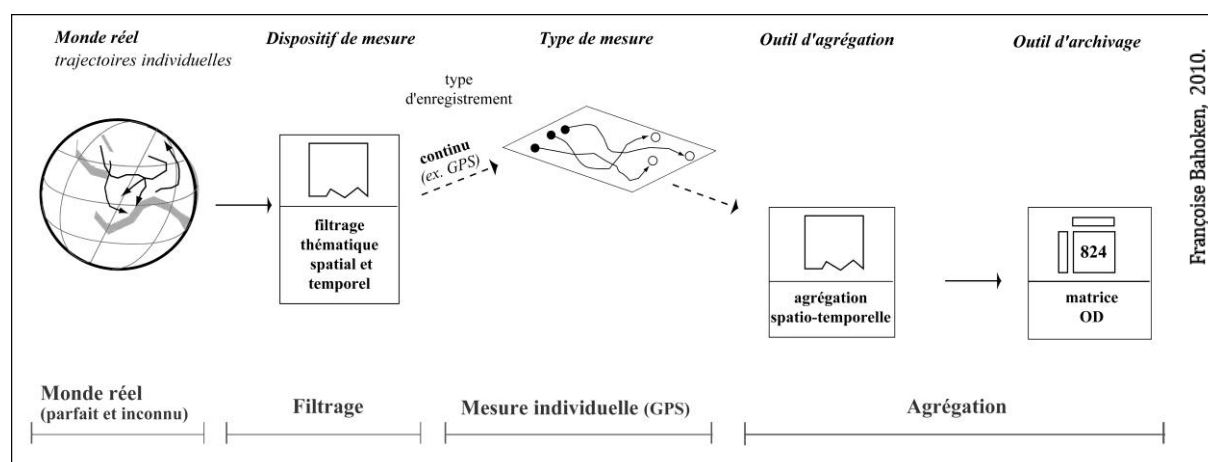 Monde réel
trajectoires individuelles
Dispositif de mesure
Type de mesure
Outil d'agrégation
Outil d'archivage
type
d'enregistrement
continu
(ex. GPS)
filtrage
thématique
spatial et
temporel
agrégation
spatio-temporelle
824
matrice
OD
Monde réel
(parfait et inconnu)
Filtrage
Mesure individuelle (GPS)
Agrégation
Françoise Bahoken, 2010.